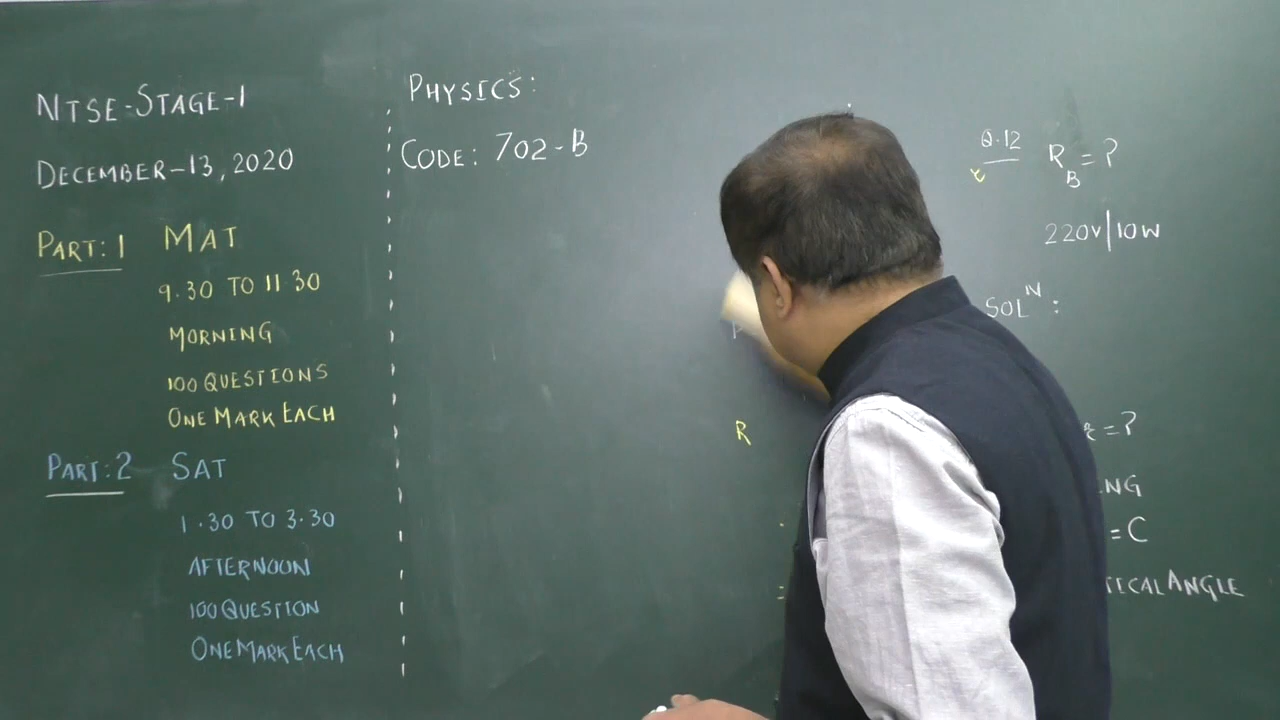 NTSE-STAGE-1
DECEMBER-13, 2020
PART:1 MAT
9.30 TO 11.30
MORNING
100 QUESTIONS
ONE MARK EACH
PART:2 SAT
1.30 TO 3.30
AFTERNOON
100 QUESTION
ONE MARK EACH
PHYSICS:
CODE: 702-B
R
Q.12 R_B = ?
220V|10W
SOL^N :
= ?
NG
= C
TICAL ANGLE